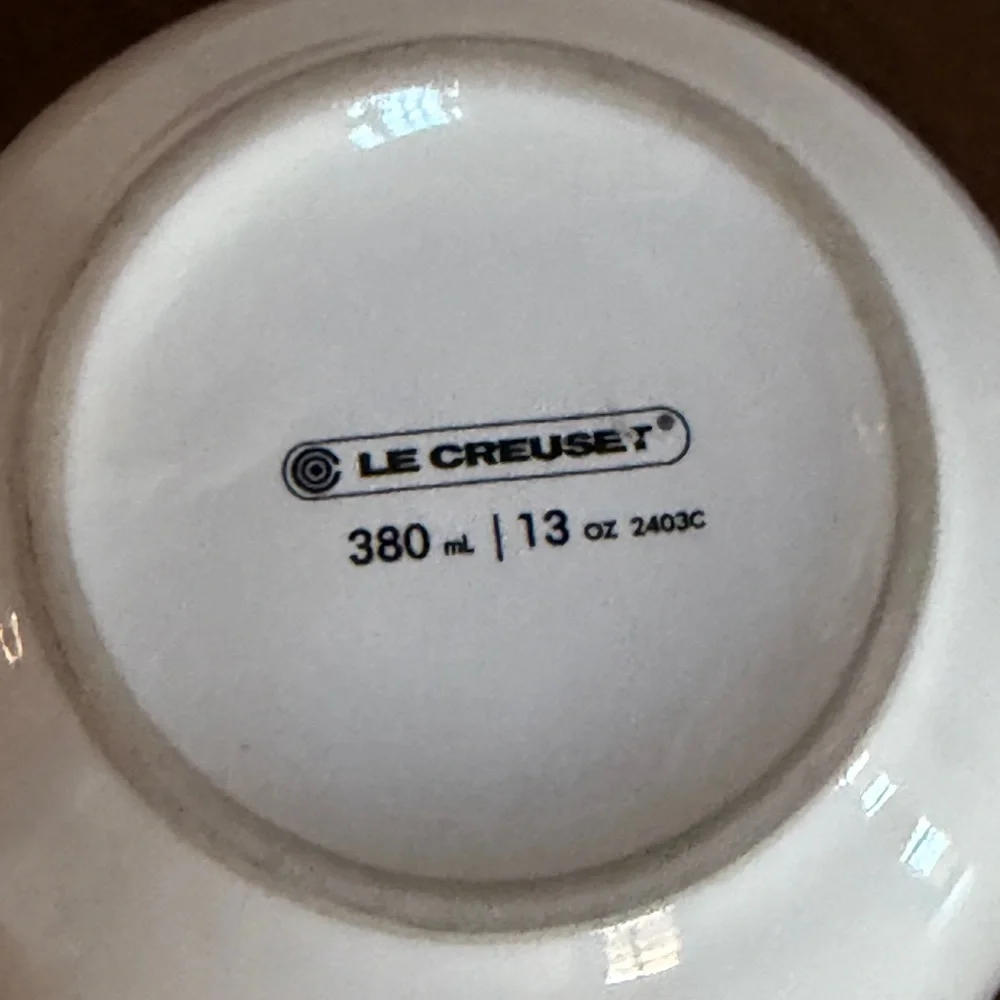 LE CREUSET®
380 mL | 13 oz 2403C